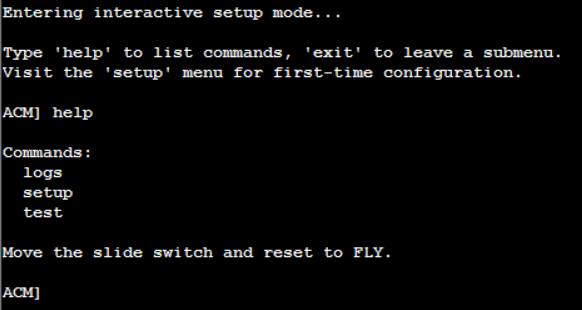 Entering interactive setup mode...
Type 'help' to list commands, 'exit' to leave a submenu.
Visit the 'setup' menu for first-time configuration.
ACM] help
Commands:
logs
setup
test
Move the slide switch and reset to FLY.
ACM]